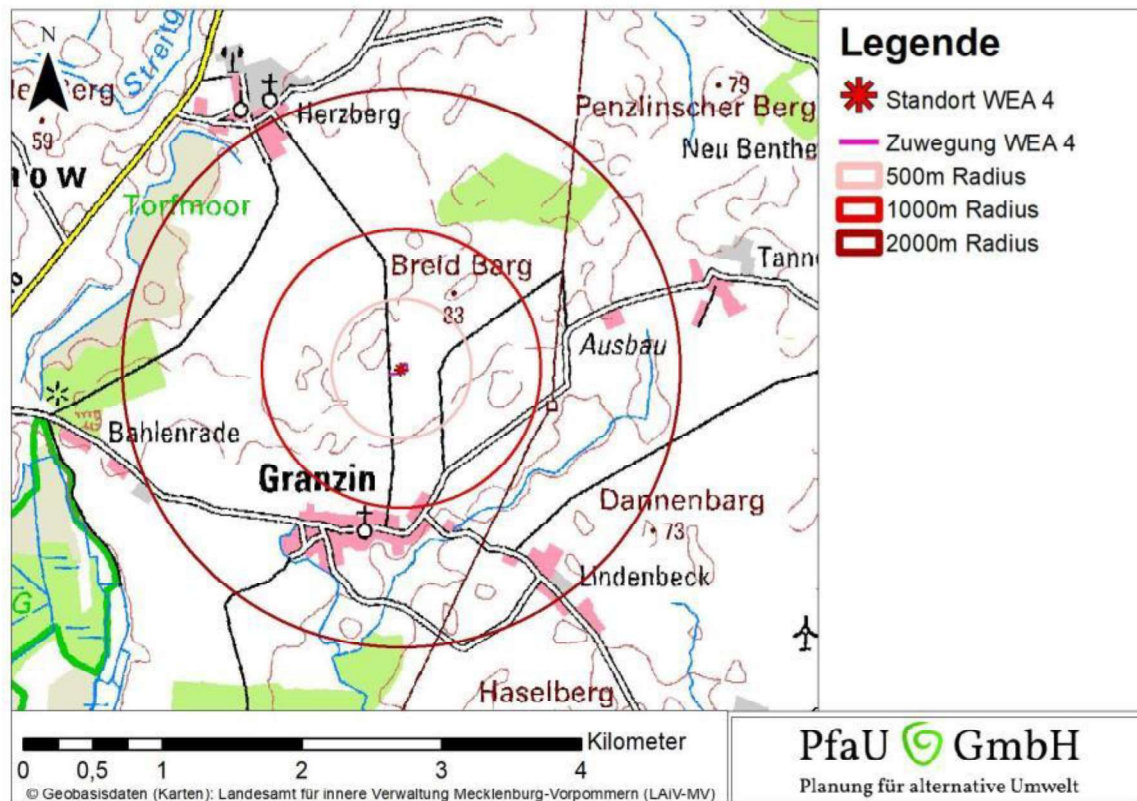 N
Streitg
59
Herzberg
79
Penzlinscher Berg
Neu Benthe
now
Torfmoor
Breid Barg
83
Tann
Ausbau
Bahlenrade
Granzin
Dannenbarg
73
Lindenbeck
G
Haselberg
Legende
Standort WEA 4
Zuwegung WEA 4
500m Radius
1000m Radius
2000m Radius
Kilometer
0 0,5 1 2 3 4
© Geobasisdaten (Karten): Landesamt für innere Verwaltung Mecklenburg-Vorpommern (LAiV-MV)
PfaU GmbH
Planung für alternative Umwelt